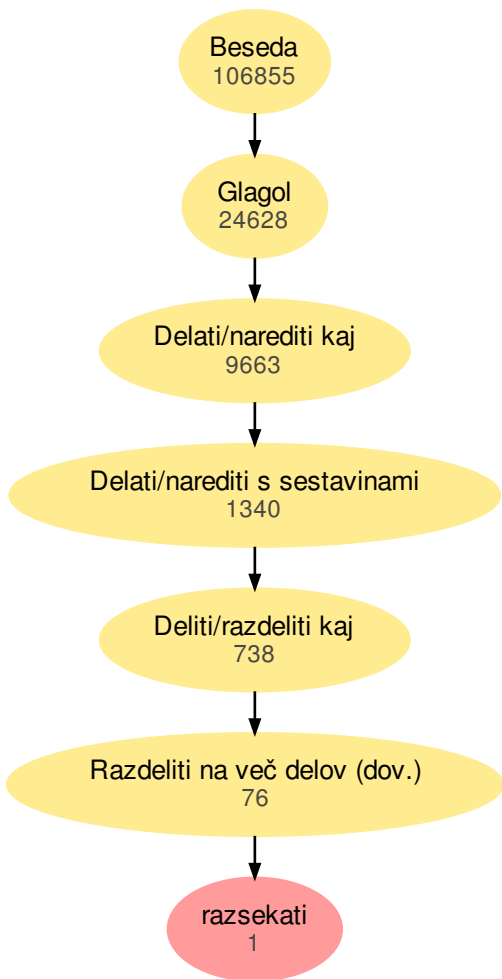 Beseda
106855
Glagol
24628
Delati/narediti kaj
9663
Delati/narediti s sestavinami
1340
Deliti/razdeliti kaj
738
Razdeliti na več delov (dov.)
76
razsekati
1